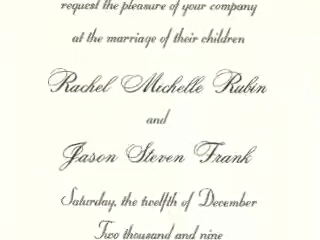 request the pleasure of your company
at the marriage of their children
Rachel Michelle Rubin
and
Jason Steven Frank
Saturday, the twelfth of December
Two thousand and nine